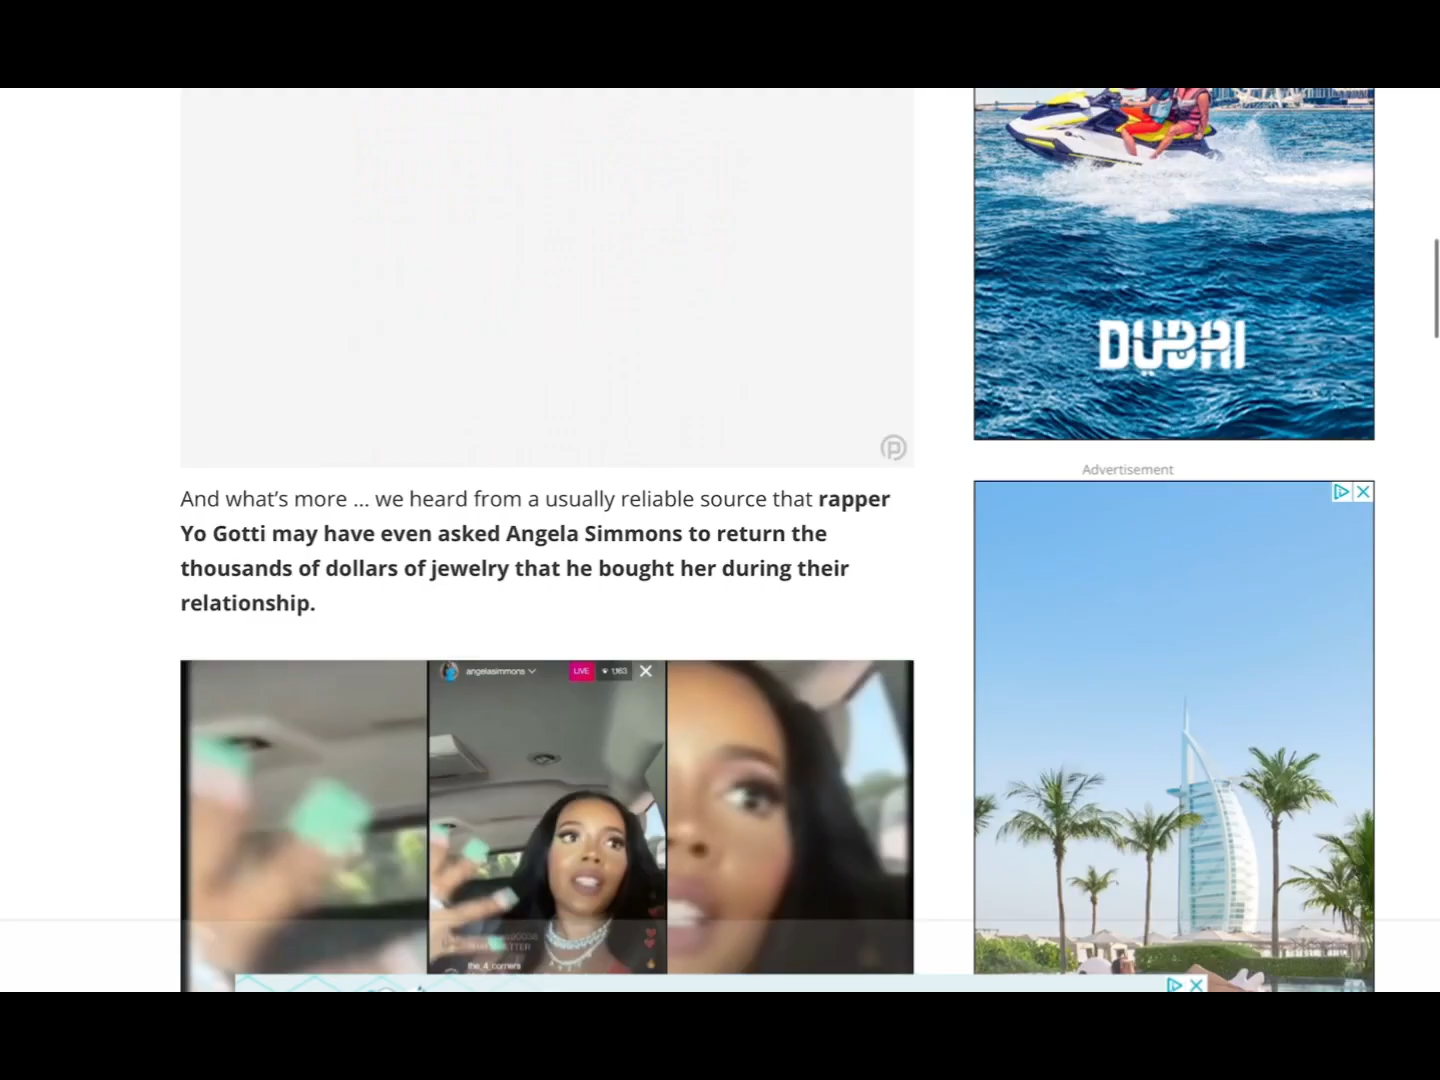 DUBAI
Advertisement
And what's more ... we heard from a usually reliable source that rapper
Yo Gotti may have even asked Angela Simmons to return the
thousands of dollars of jewelry that he bought her during their
relationship.
angelasimmons
LIVE
the_4_corners